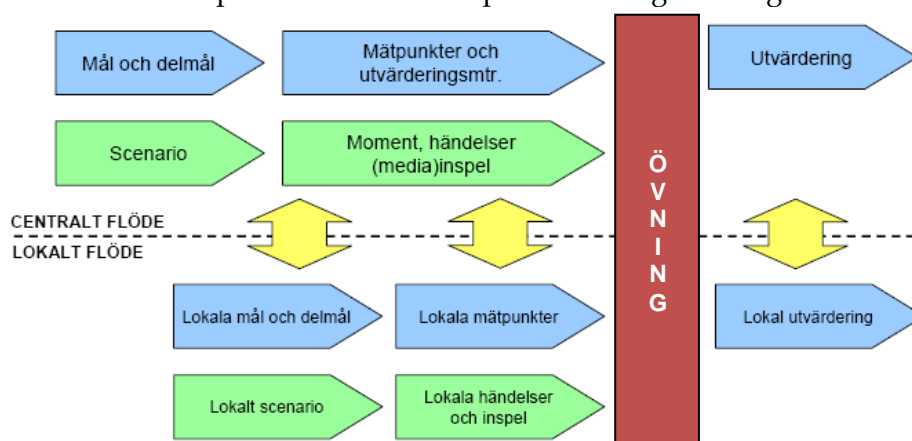 Mål och delmål
Mätpunkter och
utvärderingsmtr.
Utvärdering
Scenario
Moment, händelser
(media)inspel
ÖVNING
CENTRALT FLÖDE
LOKALT FLÖDE
Lokala mål och delmål
Lokala mätpunkter
Lokal utvärdering
Lokalt scenario
Lokala händelser
och inspel